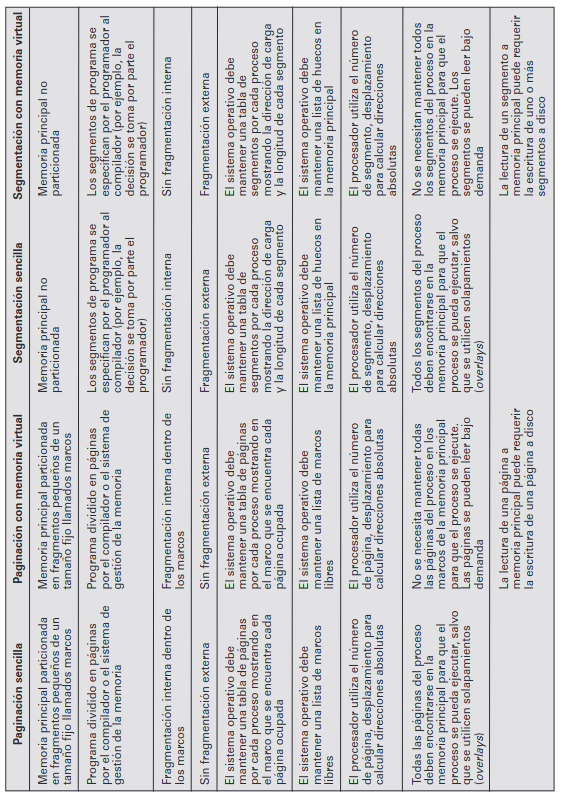 Paginación sencilla
Paginación con memoria virtual
Segmentación sencilla
Segmentación con memoria virtual
Memoria principal particionada
en fragmentos pequeños de un
tamaño fijo llamados marcos
Memoria principal particionada
en fragmentos pequeños de un
tamaño fijo llamados marcos
Memoria principal no
particionada
Memoria principal no
particionada
Programa dividido en páginas
por el compilador o el sistema de
gestión de la memoria
Programa dividido en páginas
por el compilador o el sistema de
gestión de la memoria
Los segmentos de programa se
especifican por el programador al
compilador (por ejemplo, la
decisión se toma por parte el
programador)
Los segmentos de programa se
especifican por el programador al
compilador (por ejemplo, la
decisión se toma por parte el
programador)
Fragmentación interna dentro de
los marcos
Fragmentación interna dentro de
los marcos
Sin fragmentación interna
Sin fragmentación interna
Sin fragmentación externa
Sin fragmentación externa
Fragmentación externa
Fragmentación externa
El sistema operativo debe
mantener una tabla de páginas
por cada proceso mostrando en
el marco que se encuentra cada
página ocupada
El sistema operativo debe
mantener una tabla de páginas
por cada proceso mostrando en
el marco que se encuentra cada
página ocupada
El sistema operativo debe
mantener una tabla de
segmentos por cada proceso
mostrando la dirección de carga
y la longitud de cada segmento
El sistema operativo debe
mantener una tabla de
segmentos por cada proceso
mostrando la dirección de carga
y la longitud de cada segmento
El sistema operativo debe
mantener una lista de marcos
libres
El sistema operativo debe
mantener una lista de marcos
libres
El sistema operativo debe
mantener una lista de huecos en
la memoria principal
El sistema operativo debe
mantener una lista de huecos en
la memoria principal
El procesador utiliza el número
de página, desplazamiento para
calcular direcciones absolutas
El procesador utiliza el número
de página, desplazamiento para
calcular direcciones absolutas
El procesador utiliza el número
de segmento, desplazamiento
para calcular direcciones
absolutas
El procesador utiliza el número
de segmento, desplazamiento
para calcular direcciones
absolutas
Todas las páginas del proceso
deben encontrarse en la
memoria principal para que el
proceso se pueda ejecutar, salvo
que se utilicen solapamientos
(overlays)
No se necesita mantener todas
las páginas del proceso en los
marcos de la memoria principal
para que el proceso se ejecute.
Las páginas se pueden leer bajo
demanda
Todos los segmentos del proceso
deben encontrarse en la
memoria principal para que el
proceso se pueda ejecutar, salvo
que se utilicen solapamientos
(overlays)
No se necesitan mantener todos
los segmentos del proceso en la
memoria principal para que el
proceso se ejecute. Los
segmentos se pueden leer bajo
demanda
La lectura de una página a
memoria principal puede requerir
la escritura de una página a disco
La lectura de un segmento a
memoria principal puede requerir
la escritura de uno o más
segmentos a disco